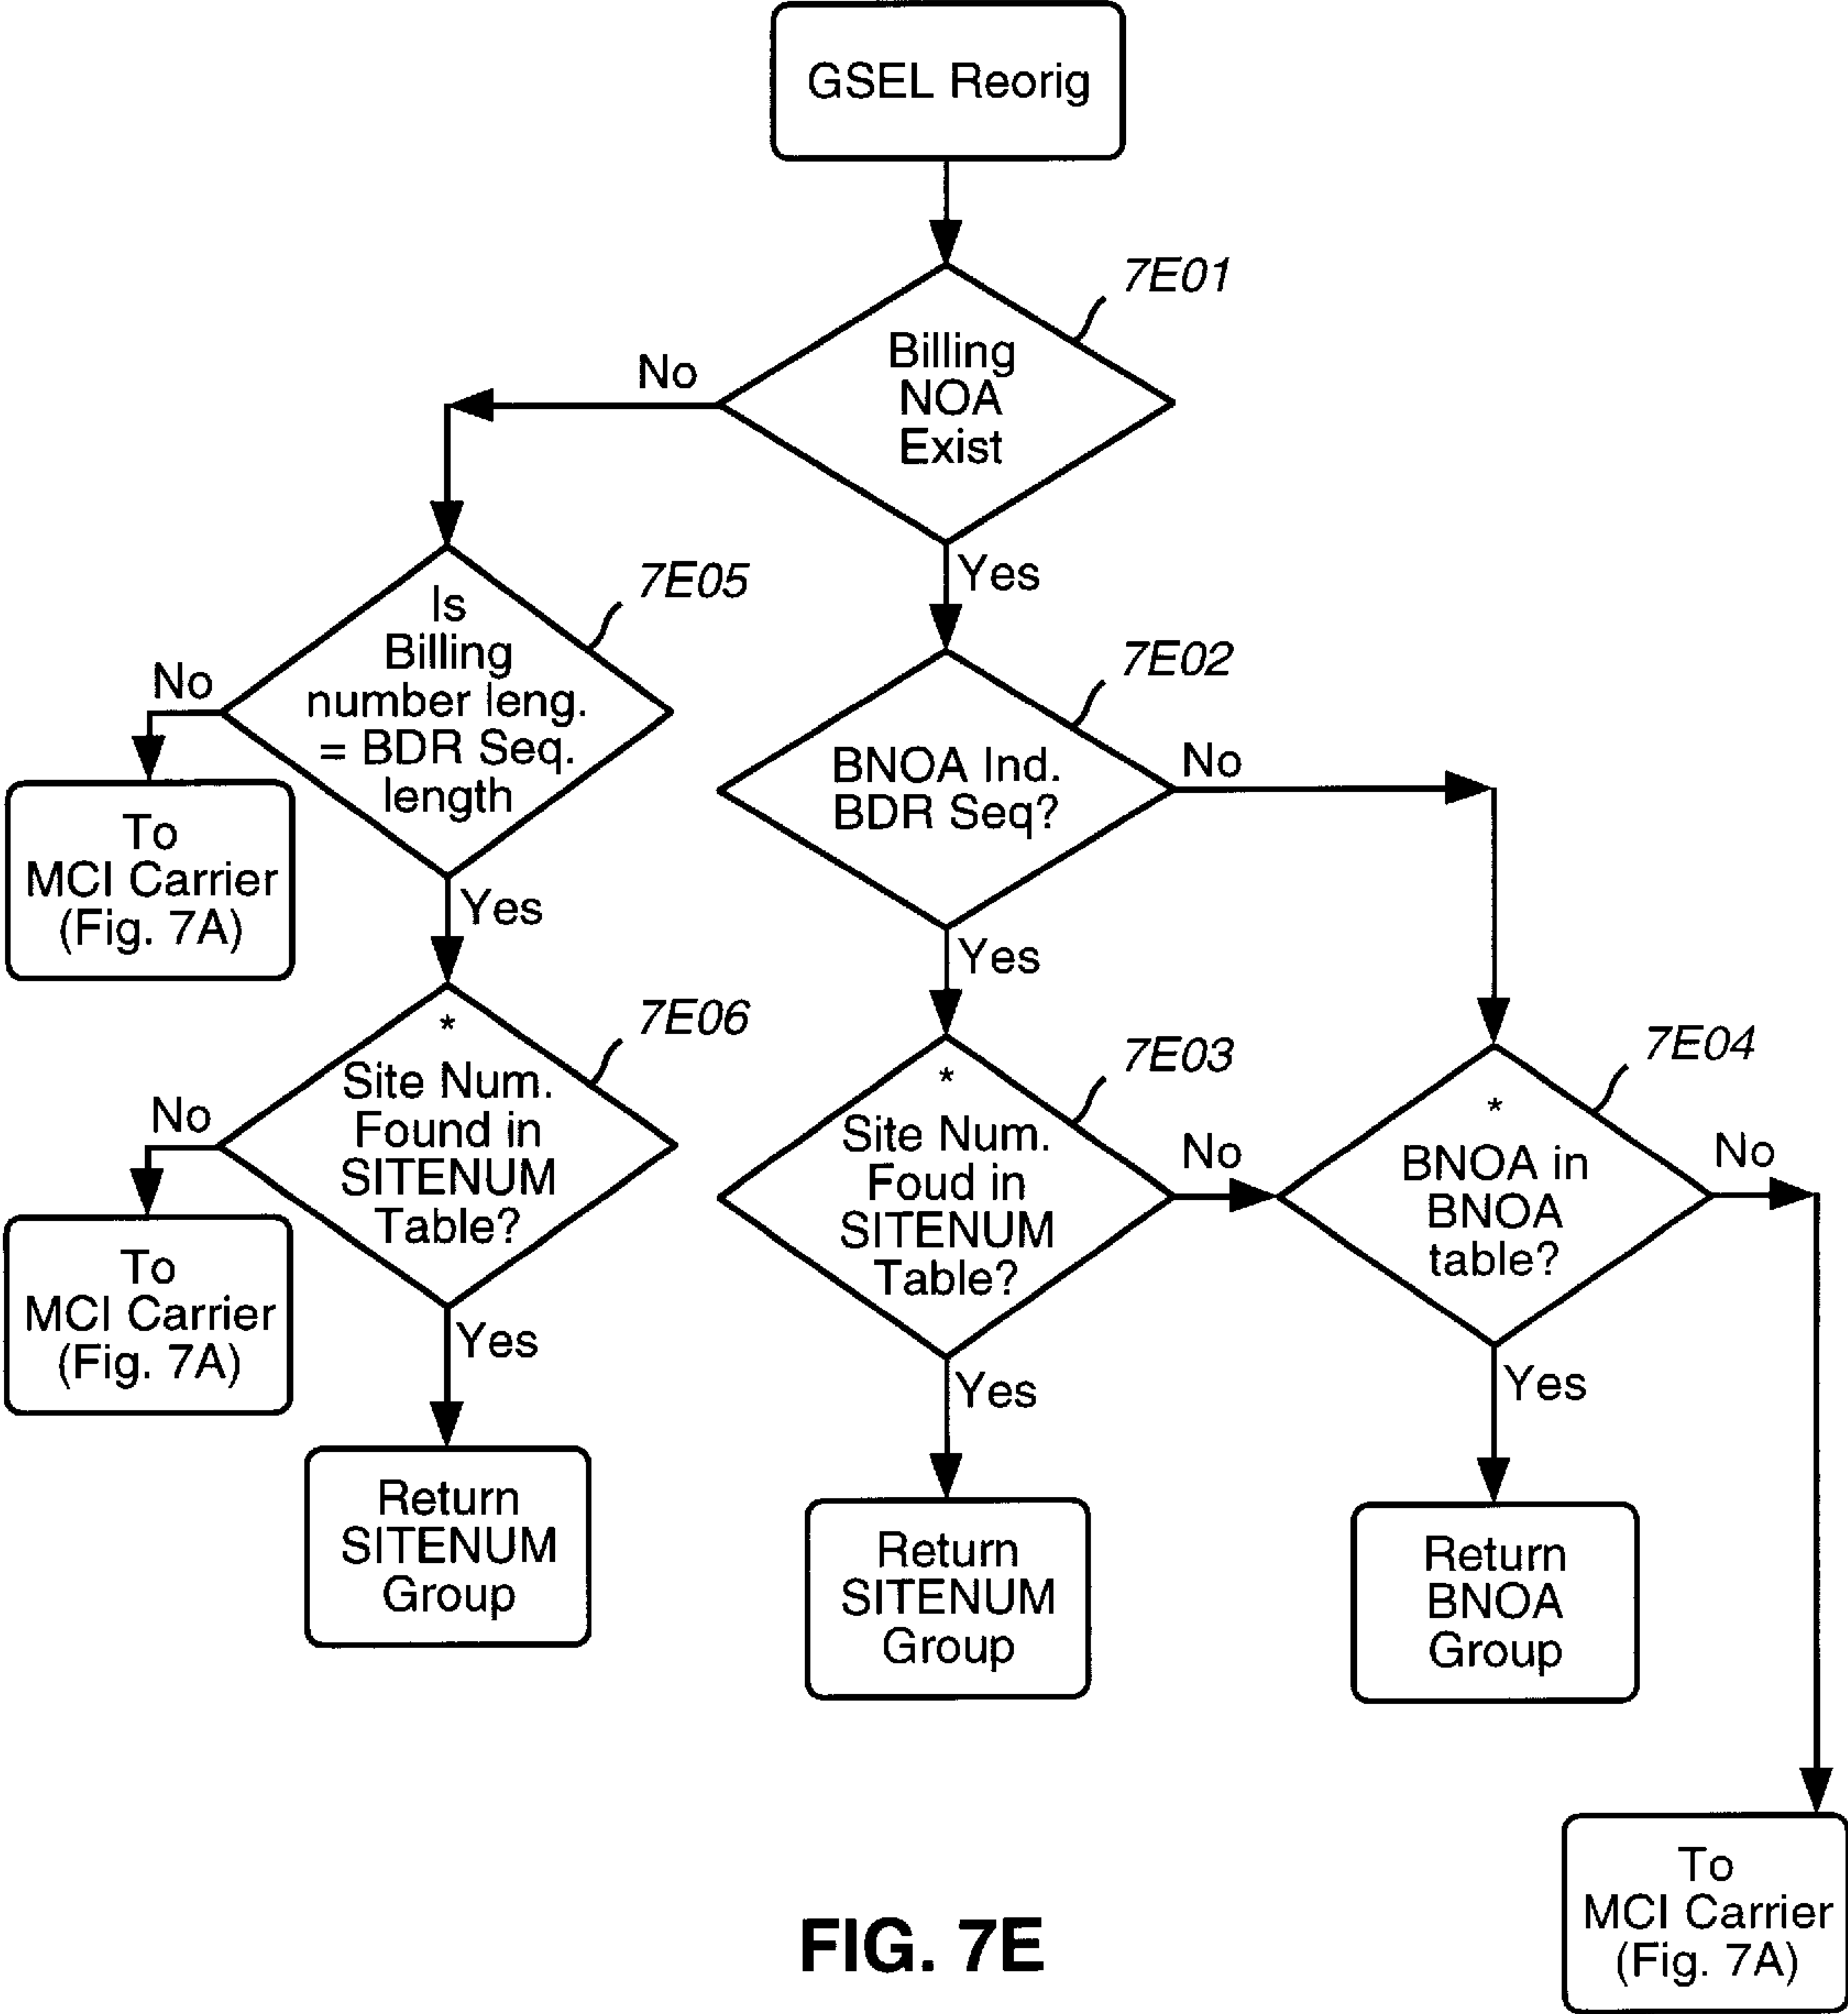 GSEL Reorig
7E01
Billing
NOA
Exist
No
Yes
7E05
Is
Billing
number leng.
= BDR Seq.
length
No
Yes
7E02
BNOA Ind.
BDR Seq?
No
Yes
To
MCI Carrier
(Fig. 7A)
7E06
*
Site Num.
Found in
SITENUM
Table?
No
Yes
7E03
*
Site Num.
Foud in
SITENUM
Table?
No
Yes
7E04
*
BNOA in
BNOA
table?
No
Yes
To
MCI Carrier
(Fig. 7A)
Return
SITENUM
Group
Return
SITENUM
Group
Return
BNOA
Group
To
MCI Carrier
(Fig. 7A)
FIG. 7E